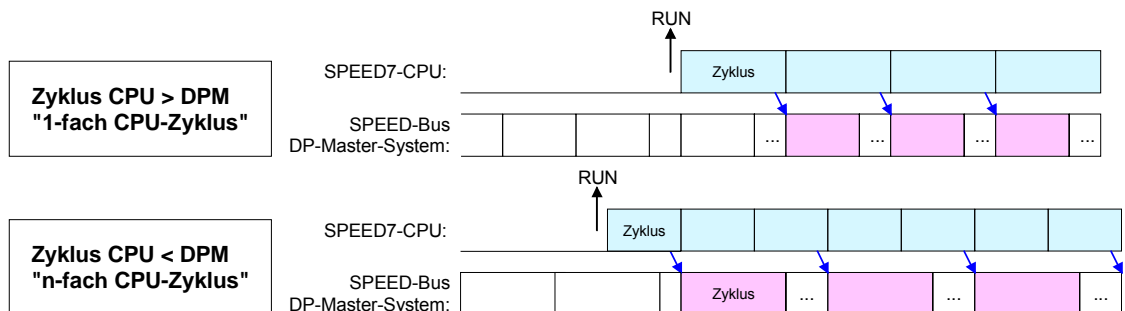 RUN
SPEED7-CPU:
Zyklus
Zyklus CPU > DPM
"1-fach CPU-Zyklus"
SPEED-Bus
DP-Master-System:
... ... ... ...
RUN
SPEED7-CPU:
Zyklus
Zyklus CPU < DPM
"n-fach CPU-Zyklus"
SPEED-Bus
DP-Master-System:
Zyklus ... ... ...